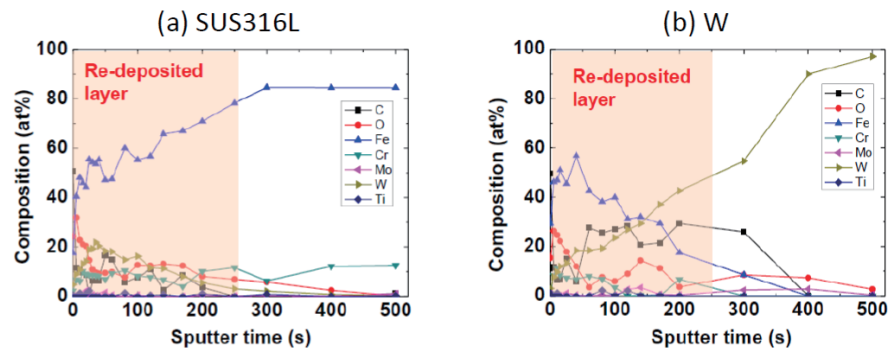 (a) SUS316L
(b) W
100
80
60
40
20
0
Composition (at%)
Re-deposited
layer
C
O
Fe
Cr
Mo
W
Ti
0
100
200
300
400
500
Sputter time (s)
100
80
60
40
20
0
Composition (at%)
Re-deposited
layer
C
O
Fe
Cr
Mo
W
Ti
0
100
200
300
400
500
Sputter time (s)